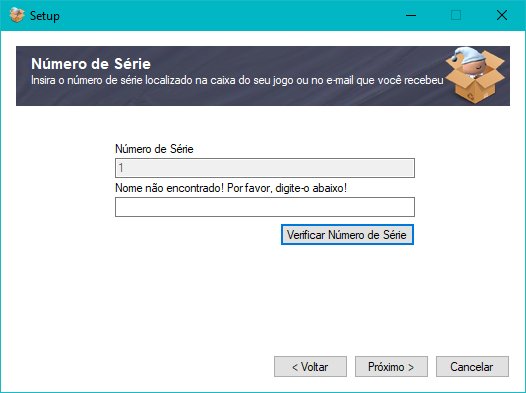 Setup
Número de Série
Insira o número de série localizado na caixa do seu jogo ou no e-mail que você recebeu
Número de Série
1
Nome não encontrado! Por favor, digite-o abaixo!
Verificar Número de Série
< Voltar
Próximo >
Cancelar